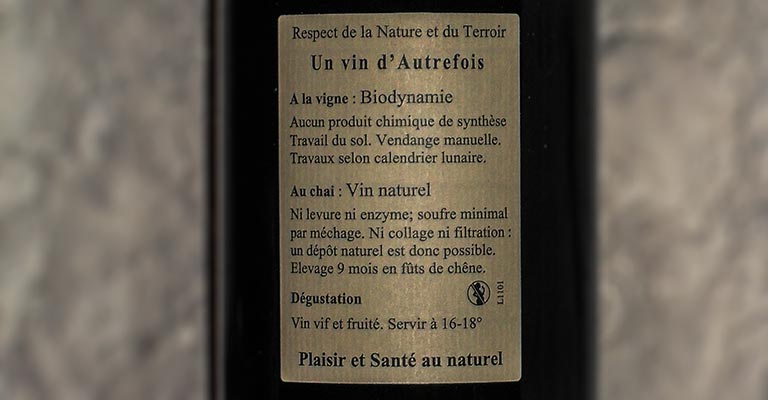 Respect de la Nature et du Terroir
Un vin d'Autrefois
A la vigne : Biodynamie
Aucun produit chimique de synthèse
Travail du sol. Vendange manuelle.
Travaux selon calendrier lunaire.
Au chai : Vin naturel
Ni levure ni enzyme; soufre minimal
par méchage. Ni collage ni filtration :
un dépôt naturel est donc possible.
Elevage 9 mois en fûts de chêne.
Dégustation
L1101
Vin vif et fruité. Servir à 16-18°
Plaisir et Santé au naturel